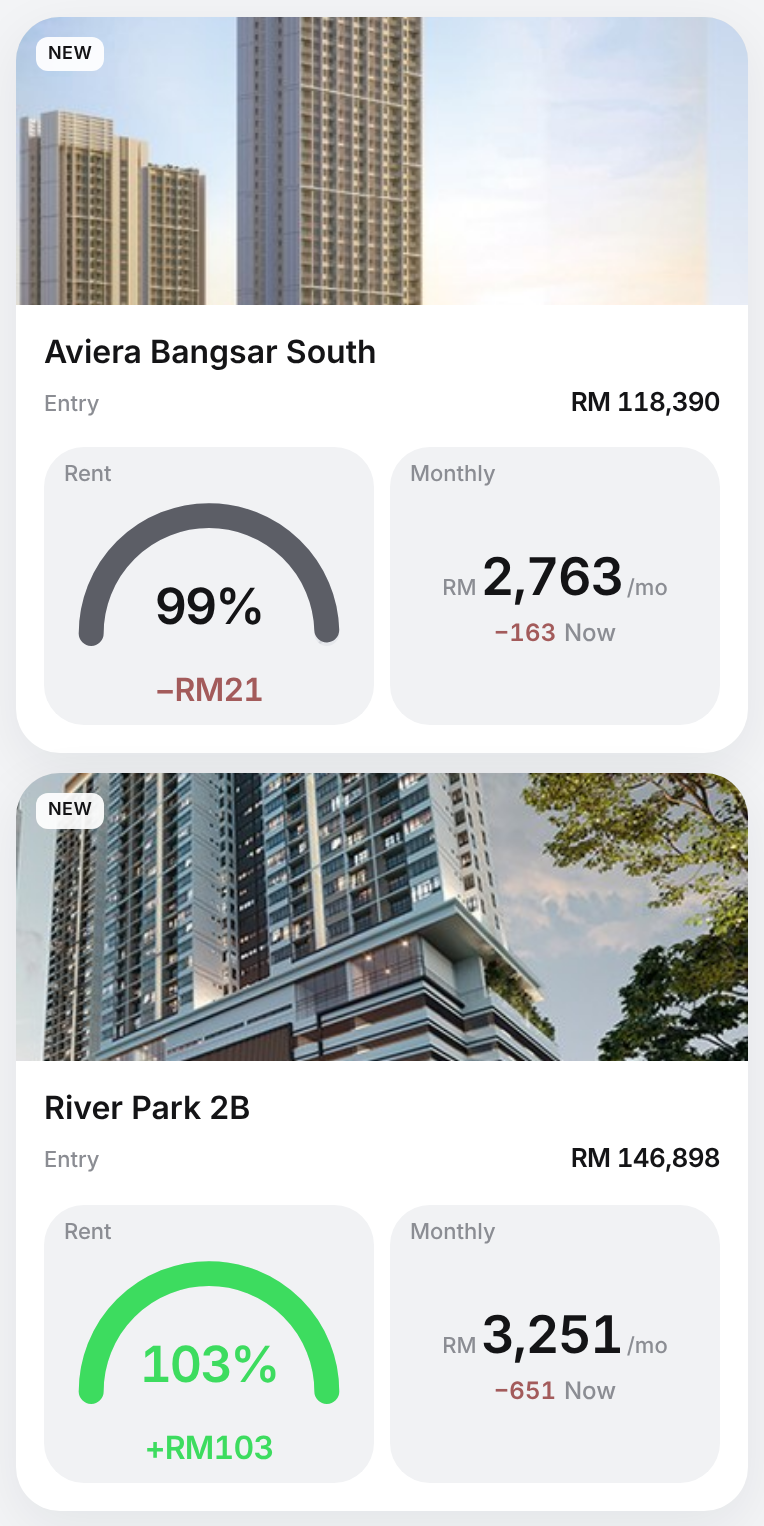 NEW
Aviera Bangsar South
Entry RM 118,390
Rent Monthly
99%
RM 2,763 /mo
−163 Now
−RM21
NEW
River Park 2B
Entry RM 146,898
Rent Monthly
103%
RM 3,251 /mo
−651 Now
+RM103